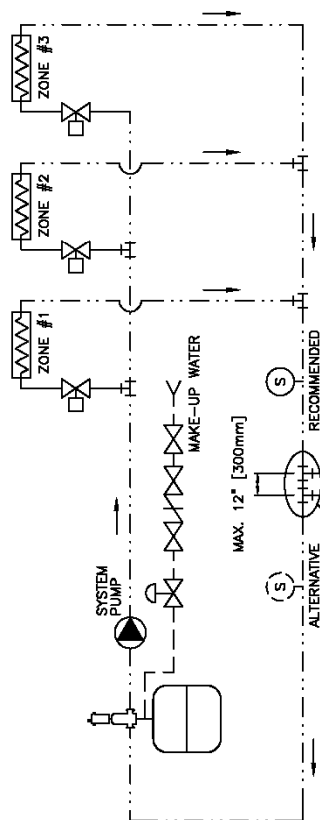 ZONE #3
ZONE #2
ZONE #1
MAKE-UP WATER
SYSTEM
PUMP
S
RECOMMENDED
MAX. 12" [300mm]
S
ALTERNATIVE